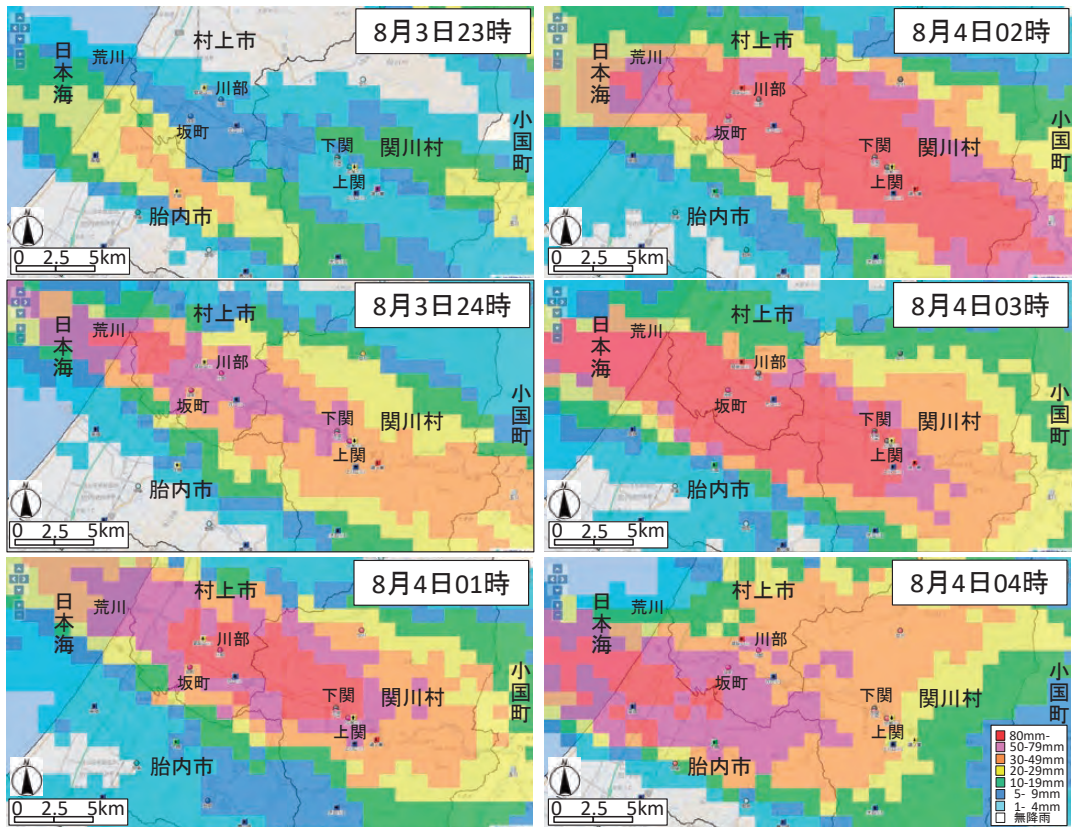 8月3日23時
村上市
日本海
荒川
川部
坂町
下関
関川村
上関
小国町
胎内市
N
0 2.5 5km
8月4日02時
村上市
日本海
荒川
川部
坂町
下関
関川村
上関
小国町
胎内市
N
0 2.5 5km
8月3日24時
村上市
日本海
荒川
川部
坂町
下関
関川村
上関
小国町
胎内市
N
0 2.5 5km
8月4日03時
村上市
日本海
荒川
川部
坂町
下関
関川村
上関
小国町
胎内市
N
0 2.5 5km
8月4日01時
村上市
日本海
荒川
川部
坂町
下関
関川村
上関
小国町
胎内市
N
0 2.5 5km
8月4日04時
村上市
日本海
荒川
川部
坂町
下関
関川村
上関
小国町
胎内市
N
0 2.5 5km
80mm-
50-79mm
30-49mm
20-29mm
10-19mm
5- 9mm
1- 4mm
無降雨